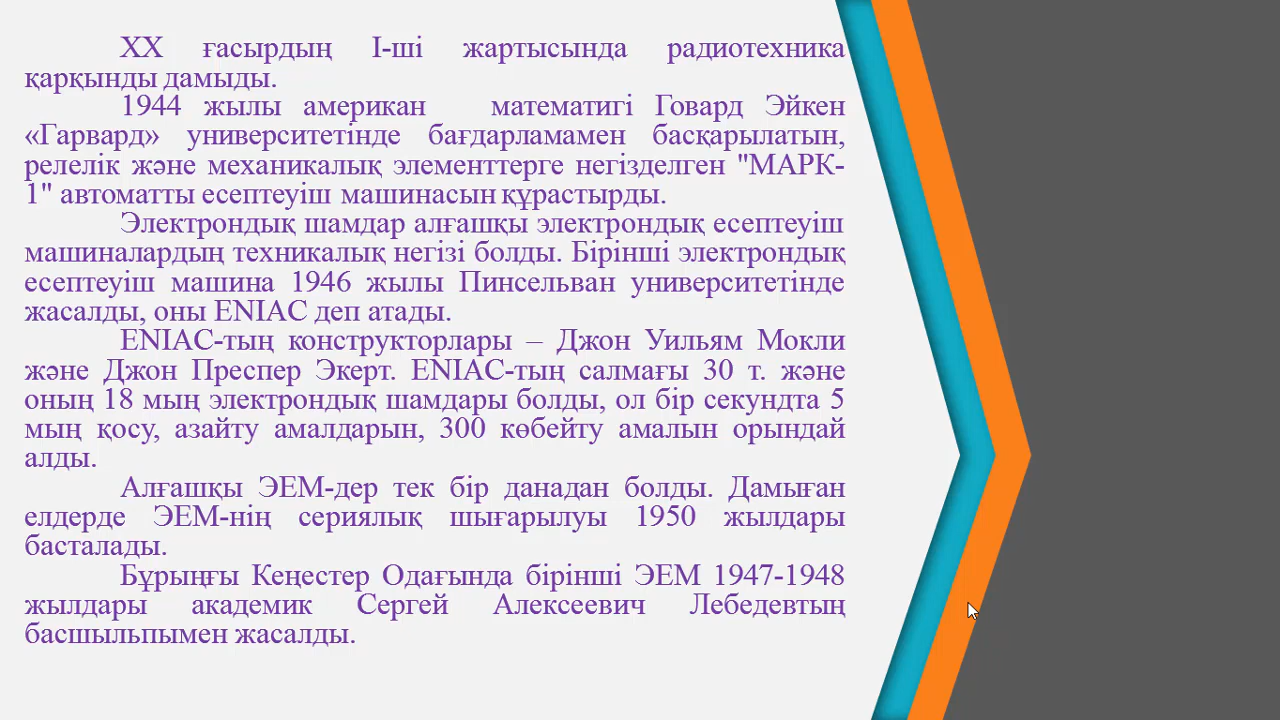 ХХ ғасырдың І-ші жартысында радиотехника
қарқынды дамыды.
1944 жылы американ математигі Говард Эйкен
«Гарвард» университетінде бағдарламамен басқарылатын,
релелік және механикалық элементтерге негізделген "МАРК-
1" автоматты есептеуіш машинасын құрастырды.
Электрондық шамдар алғашқы электрондық есептеуіш
машиналардың техникалық негізі болды. Бірінші электрондық
есептеуіш машина 1946 жылы Пинсельван университетінде
жасалды, оны ENIAC деп атады.
ENIAC-тың конструкторлары – Джон Уильям Мокли
және Джон Преспер Экерт. ENIAC-тың салмағы 30 т. және
оның 18 мың электрондық шамдары болды, ол бір секундта 5
мың қосу, азайту амалдарын, 300 көбейту амалын орындай
алды.
Алғашқы ЭЕМ-дер тек бір данадан болды. Дамыған
елдерде ЭЕМ-нің сериялық шығарылуы 1950 жылдары
басталады.
Бұрыңғы Кеңестер Одағында бірінші ЭЕМ 1947-1948
жылдары академик Сергей Алексеевич Лебедевтың
басшыльпымен жасалды.